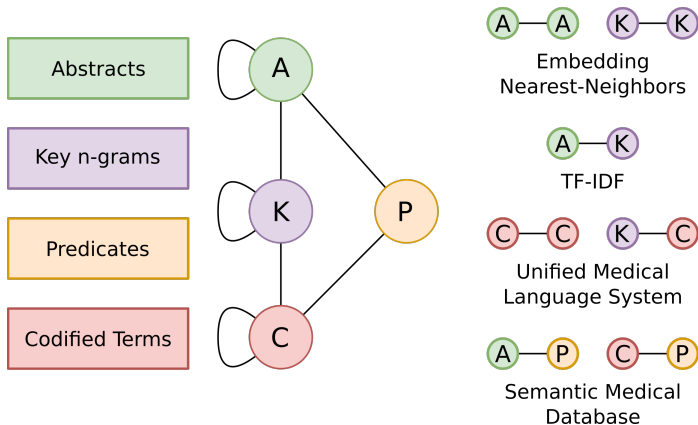 Abstracts
Key n-grams
Predicates
Codified Terms
A
K
P
C
A A K K
Embedding
Nearest-Neighbors
A K
TF-IDF
C C K C
Unified Medical
Language System
A P C P
Semantic Medical
Database